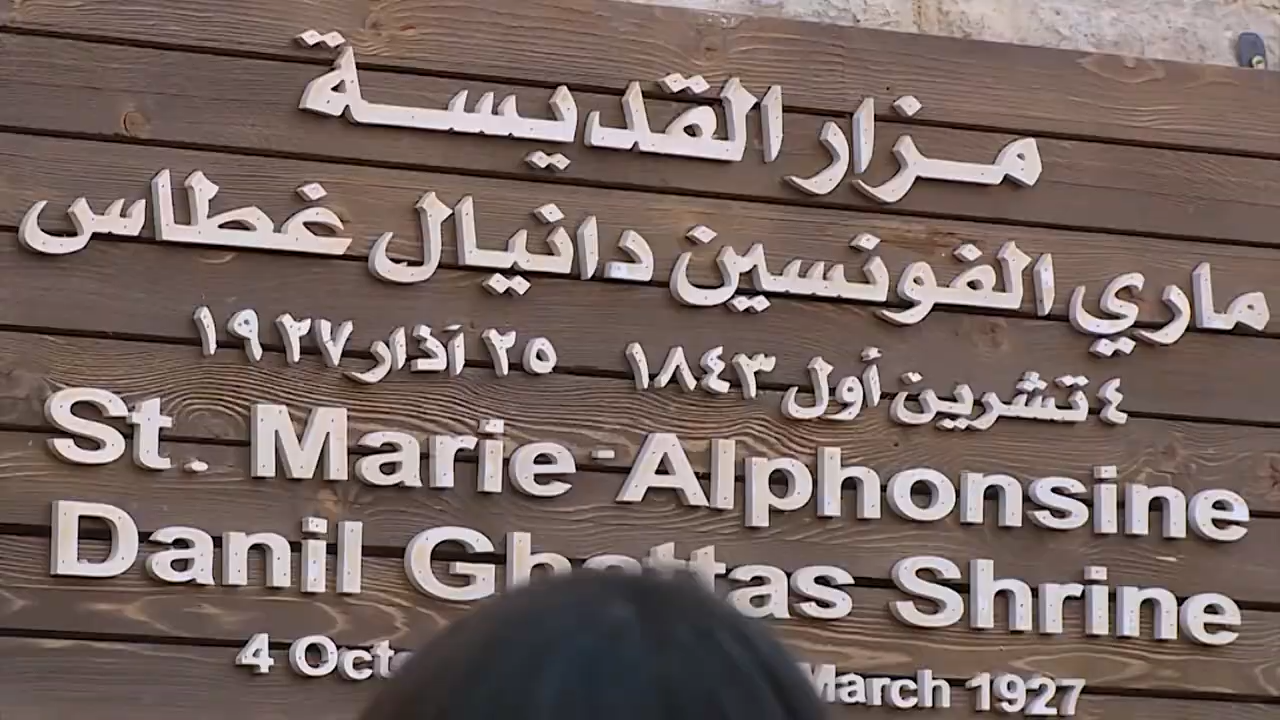 مزار القديسة
ماري الفونسين دانيال غطاس
٤ تشرين أول ١٨٤٣ ٢٥ آذار ١٩٢٧
St. Marie-Alphonsine
Danil Ghattas Shrine
4 March 1927